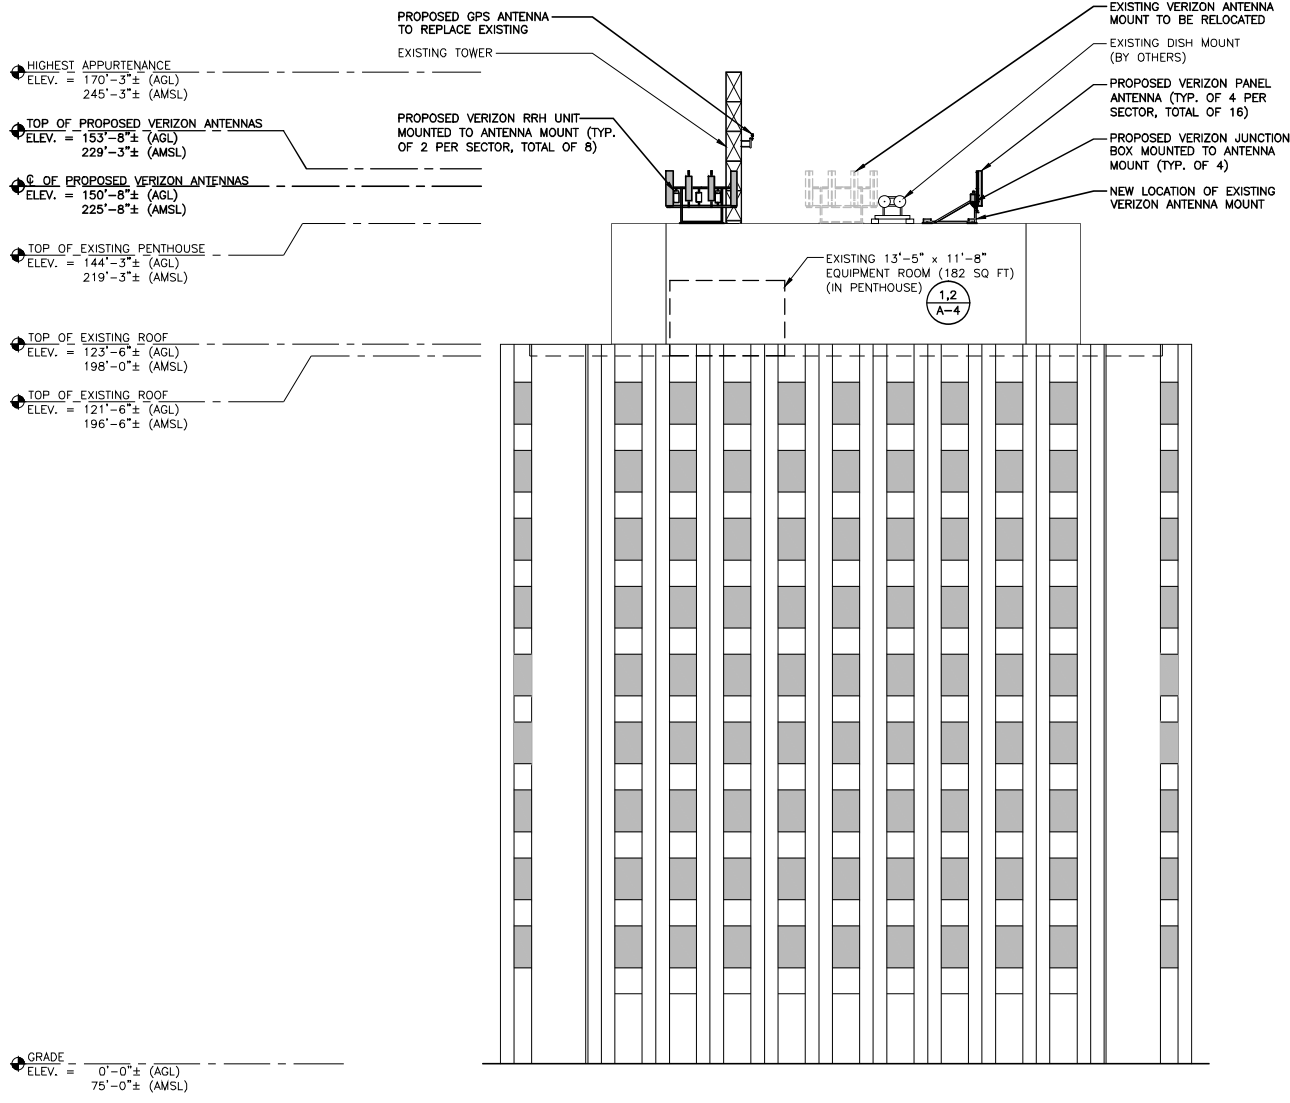 PROPOSED GPS ANTENNA
TO REPLACE EXISTING
EXISTING TOWER
PROPOSED VERIZON RRH UNIT
MOUNTED TO ANTENNA MOUNT (TYP.
OF 2 PER SECTOR, TOTAL OF 8)
EXISTING VERIZON ANTENNA
MOUNT TO BE RELOCATED
EXISTING DISH MOUNT
(BY OTHERS)
PROPOSED VERIZON PANEL
ANTENNA (TYP. OF 4 PER
SECTOR, TOTAL OF 16)
PROPOSED VERIZON JUNCTION
BOX MOUNTED TO ANTENNA
MOUNT (TYP. OF 4)
NEW LOCATION OF EXISTING
VERIZON ANTENNA MOUNT
HIGHEST APPURTENANCE
ELEV. = 170'-3"± (AGL)
245'-3"± (AMSL)
TOP OF PROPOSED VERIZON ANTENNAS
ELEV. = 153'-8"± (AGL)
229'-3"± (AMSL)
℄ OF PROPOSED VERIZON ANTENNAS
ELEV. = 150'-8"± (AGL)
225'-8"± (AMSL)
TOP OF EXISTING PENTHOUSE
ELEV. = 144'-3"± (AGL)
219'-3"± (AMSL)
EXISTING 13'-5" x 11'-8"
EQUIPMENT ROOM (182 SQ FT)
(IN PENTHOUSE)
1,2
A-4
TOP OF EXISTING ROOF
ELEV. = 123'-6"± (AGL)
198'-0"± (AMSL)
TOP OF EXISTING ROOF
ELEV. = 121'-6"± (AGL)
196'-6"± (AMSL)
GRADE
ELEV. = 0'-0"± (AGL)
75'-0"± (AMSL)